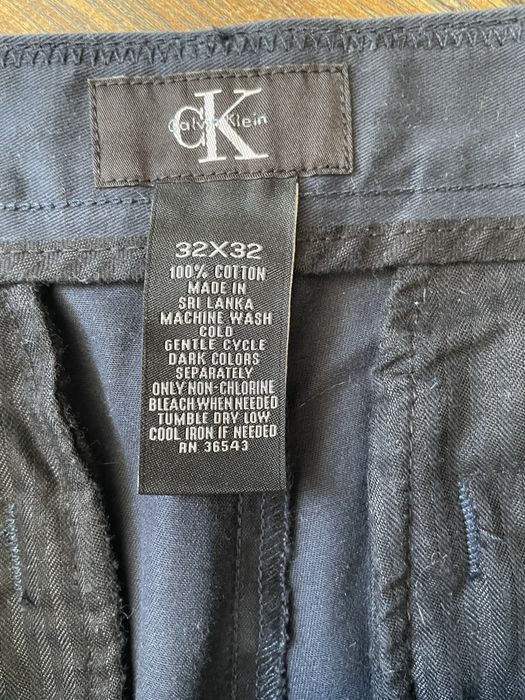 cK
Calvin Klein
32X32
100% COTTON
MADE IN
SRI LANKA
MACHINE WASH
COLD
GENTLE CYCLE
DARK COLORS
SEPARATELY
ONLY NON-CHLORINE
BLEACH WHEN NEEDED
TUMBLE DRY LOW
COOL IRON IF NEEDED
RN 36543